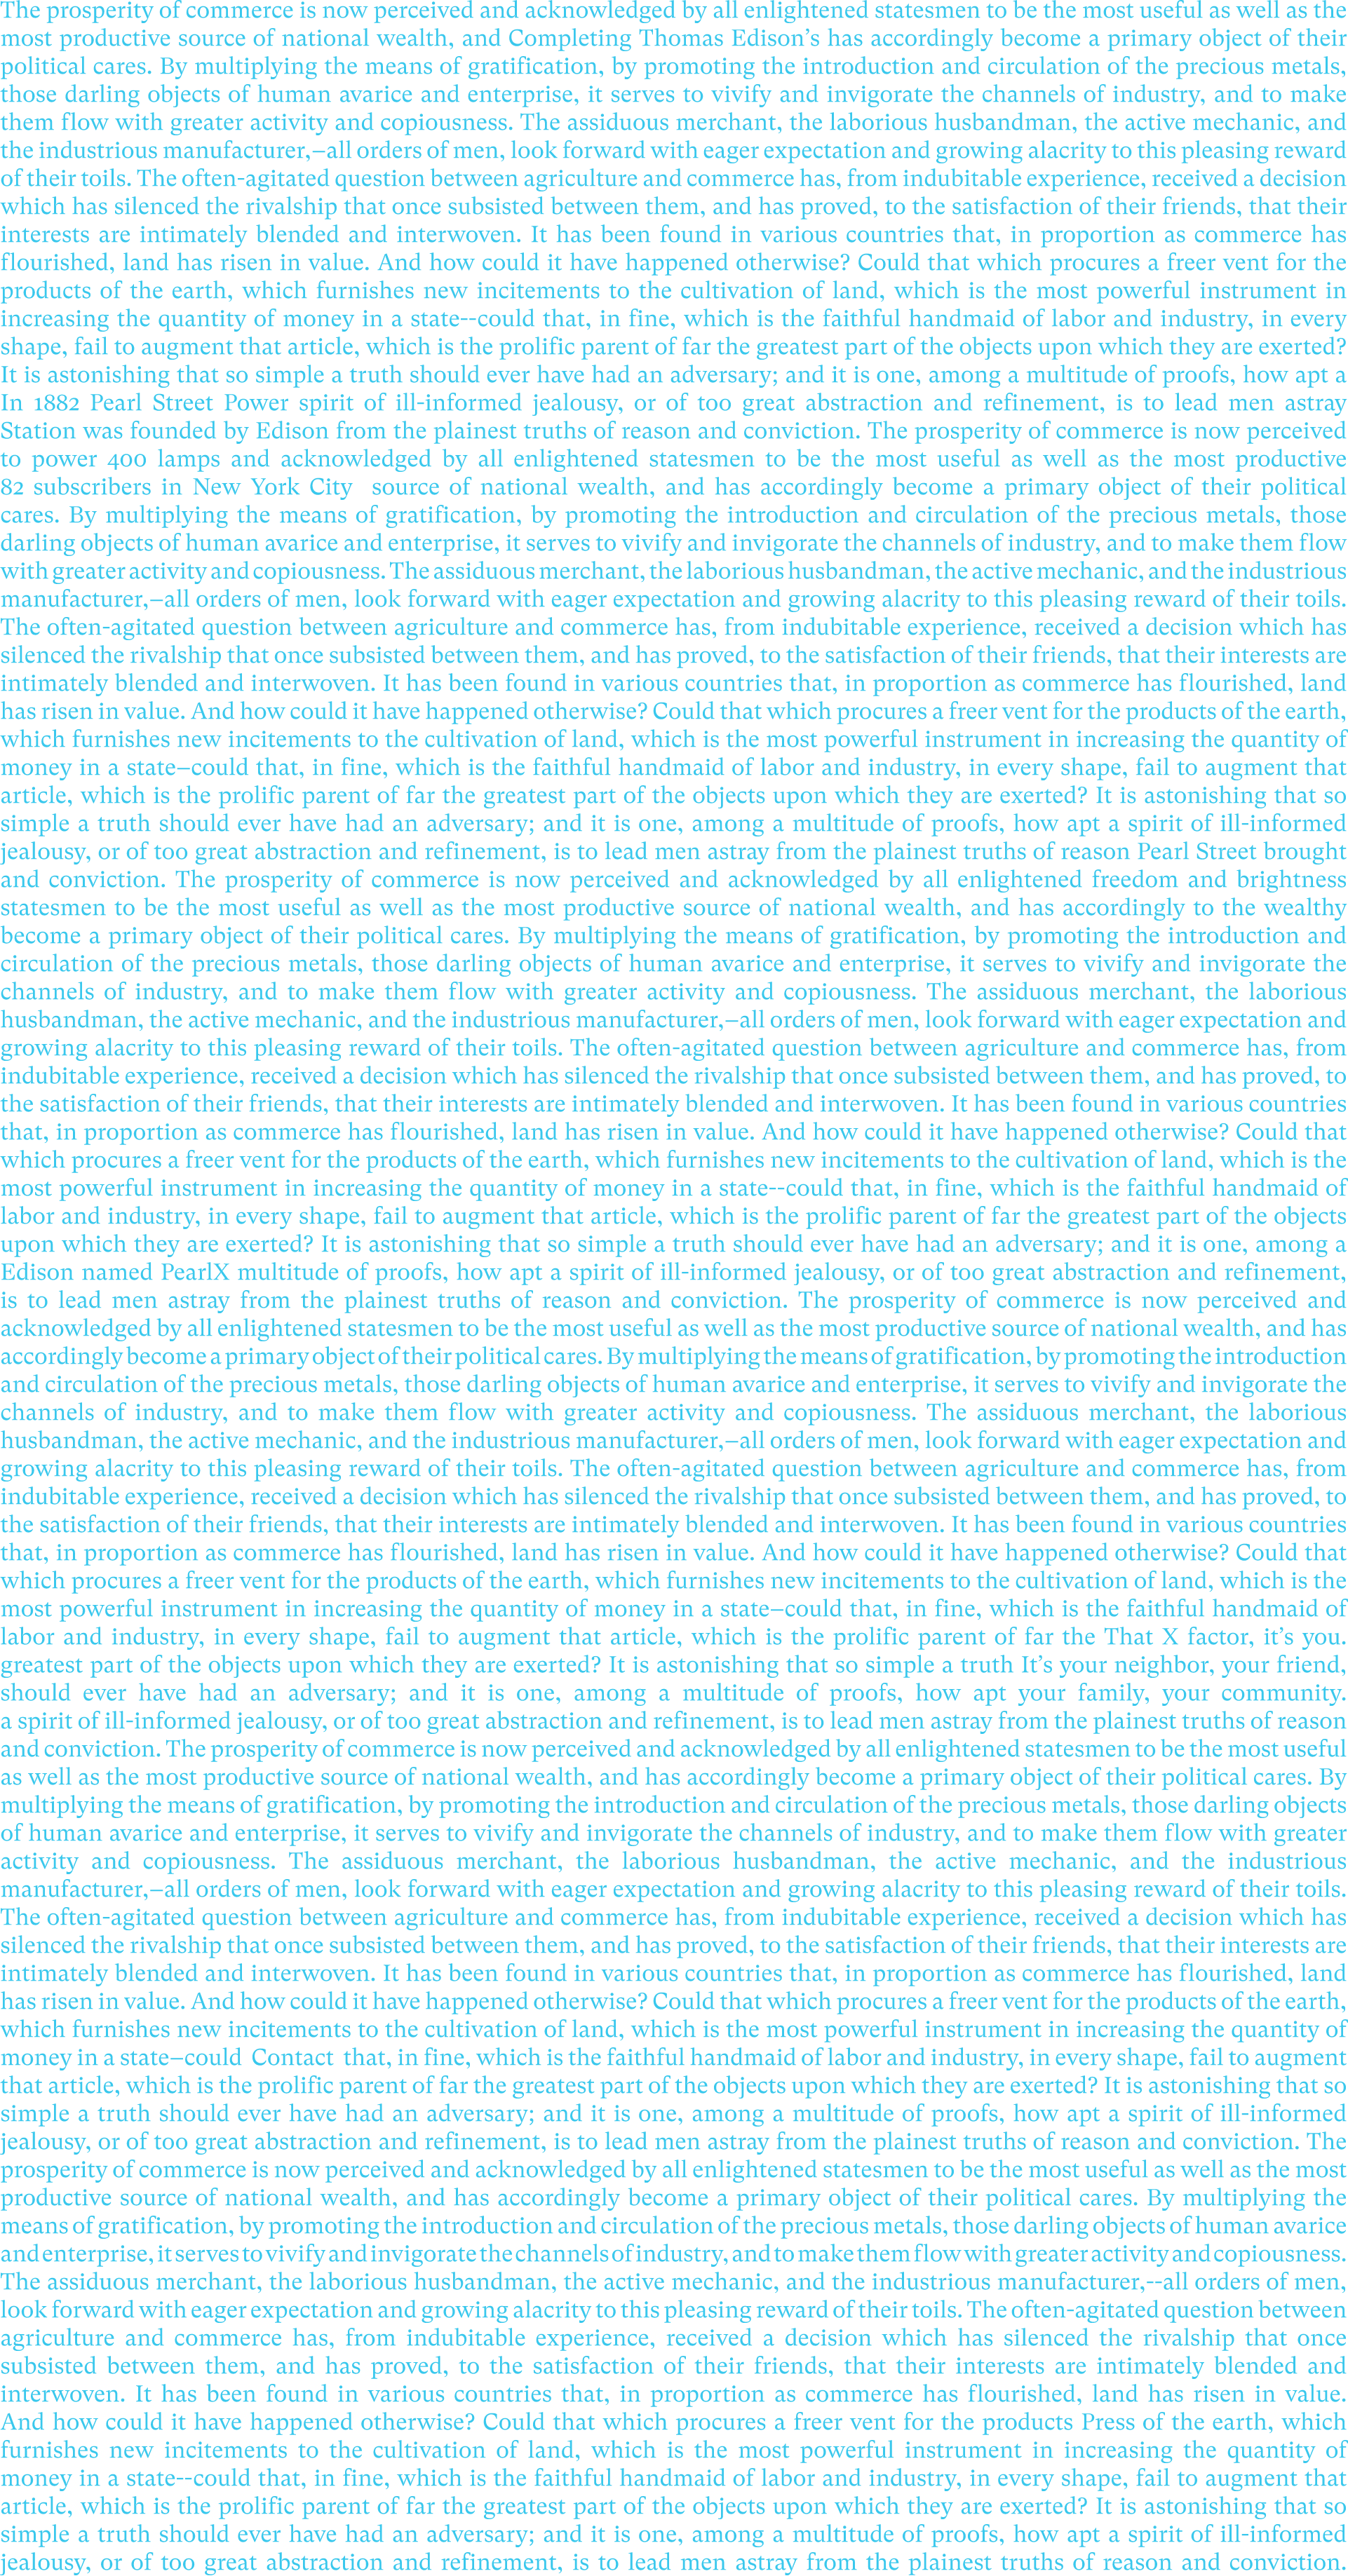 The prosperity of commerce is now perceived and acknowledged by all enlightened statesmen to be the most useful as well as the
most productive source of national wealth, and Completing Thomas Edison’s has accordingly become a primary object of their
political cares. By multiplying the means of gratification, by promoting the introduction and circulation of the precious metals,
those darling objects of human avarice and enterprise, it serves to vivify and invigorate the channels of industry, and to make
them flow with greater activity and copiousness. The assiduous merchant, the laborious husbandman, the active mechanic, and
the industrious manufacturer,–all orders of men, look forward with eager expectation and growing alacrity to this pleasing reward
of their toils. The often-agitated question between agriculture and commerce has, from indubitable experience, received a decision
which has silenced the rivalship that once subsisted between them, and has proved, to the satisfaction of their friends, that their
interests are intimately blended and interwoven. It has been found in various countries that, in proportion as commerce has
flourished, land has risen in value. And how could it have happened otherwise? Could that which procures a freer vent for the
products of the earth, which furnishes new incitements to the cultivation of land, which is the most powerful instrument in
increasing the quantity of money in a state--could that, in fine, which is the faithful handmaid of labor and industry, in every
shape, fail to augment that article, which is the prolific parent of far the greatest part of the objects upon which they are exerted?
It is astonishing that so simple a truth should ever have had an adversary; and it is one, among a multitude of proofs, how apt a
In 1882 Pearl Street Power spirit of ill-informed jealousy, or of too great abstraction and refinement, is to lead men astray
Station was founded by Edison from the plainest truths of reason and conviction. The prosperity of commerce is now perceived
to power 400 lamps and acknowledged by all enlightened statesmen to be the most useful as well as the most productive
82 subscribers in New York City source of national wealth, and has accordingly become a primary object of their political
cares. By multiplying the means of gratification, by promoting the introduction and circulation of the precious metals, those
darling objects of human avarice and enterprise, it serves to vivify and invigorate the channels of industry, and to make them flow
with greater activity and copiousness. The assiduous merchant, the laborious husbandman, the active mechanic, and the industrious
manufacturer,–all orders of men, look forward with eager expectation and growing alacrity to this pleasing reward of their toils.
The often-agitated question between agriculture and commerce has, from indubitable experience, received a decision which has
silenced the rivalship that once subsisted between them, and has proved, to the satisfaction of their friends, that their interests are
intimately blended and interwoven. It has been found in various countries that, in proportion as commerce has flourished, land
has risen in value. And how could it have happened otherwise? Could that which procures a freer vent for the products of the earth,
which furnishes new incitements to the cultivation of land, which is the most powerful instrument in increasing the quantity of
money in a state–could that, in fine, which is the faithful handmaid of labor and industry, in every shape, fail to augment that
article, which is the prolific parent of far the greatest part of the objects upon which they are exerted? It is astonishing that so
simple a truth should ever have had an adversary; and it is one, among a multitude of proofs, how apt a spirit of ill-informed
jealousy, or of too great abstraction and refinement, is to lead men astray from the plainest truths of reason Pearl Street brought
and conviction. The prosperity of commerce is now perceived and acknowledged by all enlightened freedom and brightness
statesmen to be the most useful as well as the most productive source of national wealth, and has accordingly to the wealthy
become a primary object of their political cares. By multiplying the means of gratification, by promoting the introduction and
circulation of the precious metals, those darling objects of human avarice and enterprise, it serves to vivify and invigorate the
channels of industry, and to make them flow with greater activity and copiousness. The assiduous merchant, the laborious
husbandman, the active mechanic, and the industrious manufacturer,–all orders of men, look forward with eager expectation and
growing alacrity to this pleasing reward of their toils. The often-agitated question between agriculture and commerce has, from
indubitable experience, received a decision which has silenced the rivalship that once subsisted between them, and has proved, to
the satisfaction of their friends, that their interests are intimately blended and interwoven. It has been found in various countries
that, in proportion as commerce has flourished, land has risen in value. And how could it have happened otherwise? Could that
which procures a freer vent for the products of the earth, which furnishes new incitements to the cultivation of land, which is the
most powerful instrument in increasing the quantity of money in a state--could that, in fine, which is the faithful handmaid of
labor and industry, in every shape, fail to augment that article, which is the prolific parent of far the greatest part of the objects
upon which they are exerted? It is astonishing that so simple a truth should ever have had an adversary; and it is one, among a
Edison named PearlX multitude of proofs, how apt a spirit of ill-informed jealousy, or of too great abstraction and refinement,
is to lead men astray from the plainest truths of reason and conviction. The prosperity of commerce is now perceived and
acknowledged by all enlightened statesmen to be the most useful as well as the most productive source of national wealth, and has
accordingly become a primary object of their political cares. By multiplying the means of gratification, by promoting the introduction
and circulation of the precious metals, those darling objects of human avarice and enterprise, it serves to vivify and invigorate the
channels of industry, and to make them flow with greater activity and copiousness. The assiduous merchant, the laborious
husbandman, the active mechanic, and the industrious manufacturer,–all orders of men, look forward with eager expectation and
growing alacrity to this pleasing reward of their toils. The often-agitated question between agriculture and commerce has, from
indubitable experience, received a decision which has silenced the rivalship that once subsisted between them, and has proved, to
the satisfaction of their friends, that their interests are intimately blended and interwoven. It has been found in various countries
that, in proportion as commerce has flourished, land has risen in value. And how could it have happened otherwise? Could that
which procures a freer vent for the products of the earth, which furnishes new incitements to the cultivation of land, which is the
most powerful instrument in increasing the quantity of money in a state–could that, in fine, which is the faithful handmaid of
labor and industry, in every shape, fail to augment that article, which is the prolific parent of far the That X factor, it’s you.
greatest part of the objects upon which they are exerted? It is astonishing that so simple a truth It’s your neighbor, your friend,
should ever have had an adversary; and it is one, among a multitude of proofs, how apt your family, your community.
a spirit of ill-informed jealousy, or of too great abstraction and refinement, is to lead men astray from the plainest truths of reason
and conviction. The prosperity of commerce is now perceived and acknowledged by all enlightened statesmen to be the most useful
as well as the most productive source of national wealth, and has accordingly become a primary object of their political cares. By
multiplying the means of gratification, by promoting the introduction and circulation of the precious metals, those darling objects
of human avarice and enterprise, it serves to vivify and invigorate the channels of industry, and to make them flow with greater
activity and copiousness. The assiduous merchant, the laborious husbandman, the active mechanic, and the industrious
manufacturer,–all orders of men, look forward with eager expectation and growing alacrity to this pleasing reward of their toils.
The often-agitated question between agriculture and commerce has, from indubitable experience, received a decision which has
silenced the rivalship that once subsisted between them, and has proved, to the satisfaction of their friends, that their interests are
intimately blended and interwoven. It has been found in various countries that, in proportion as commerce has flourished, land
has risen in value. And how could it have happened otherwise? Could that which procures a freer vent for the products of the earth,
which furnishes new incitements to the cultivation of land, which is the most powerful instrument in increasing the quantity of
money in a state–could Contact that, in fine, which is the faithful handmaid of labor and industry, in every shape, fail to augment
that article, which is the prolific parent of far the greatest part of the objects upon which they are exerted? It is astonishing that so
simple a truth should ever have had an adversary; and it is one, among a multitude of proofs, how apt a spirit of ill-informed
jealousy, or of too great abstraction and refinement, is to lead men astray from the plainest truths of reason and conviction. The
prosperity of commerce is now perceived and acknowledged by all enlightened statesmen to be the most useful as well as the most
productive source of national wealth, and has accordingly become a primary object of their political cares. By multiplying the
means of gratification, by promoting the introduction and circulation of the precious metals, those darling objects of human avarice
and enterprise, it serves to vivify and invigorate the channels of industry, and to make them flow with greater activity and copiousness.
The assiduous merchant, the laborious husbandman, the active mechanic, and the industrious manufacturer,--all orders of men,
look forward with eager expectation and growing alacrity to this pleasing reward of their toils. The often-agitated question between
agriculture and commerce has, from indubitable experience, received a decision which has silenced the rivalship that once
subsisted between them, and has proved, to the satisfaction of their friends, that their interests are intimately blended and
interwoven. It has been found in various countries that, in proportion as commerce has flourished, land has risen in value.
And how could it have happened otherwise? Could that which procures a freer vent for the products Press of the earth, which
furnishes new incitements to the cultivation of land, which is the most powerful instrument in increasing the quantity of
money in a state--could that, in fine, which is the faithful handmaid of labor and industry, in every shape, fail to augment that
article, which is the prolific parent of far the greatest part of the objects upon which they are exerted? It is astonishing that so
simple a truth should ever have had an adversary; and it is one, among a multitude of proofs, how apt a spirit of ill-informed
jealousy, or of too great abstraction and refinement, is to lead men astray from the plainest truths of reason and conviction.